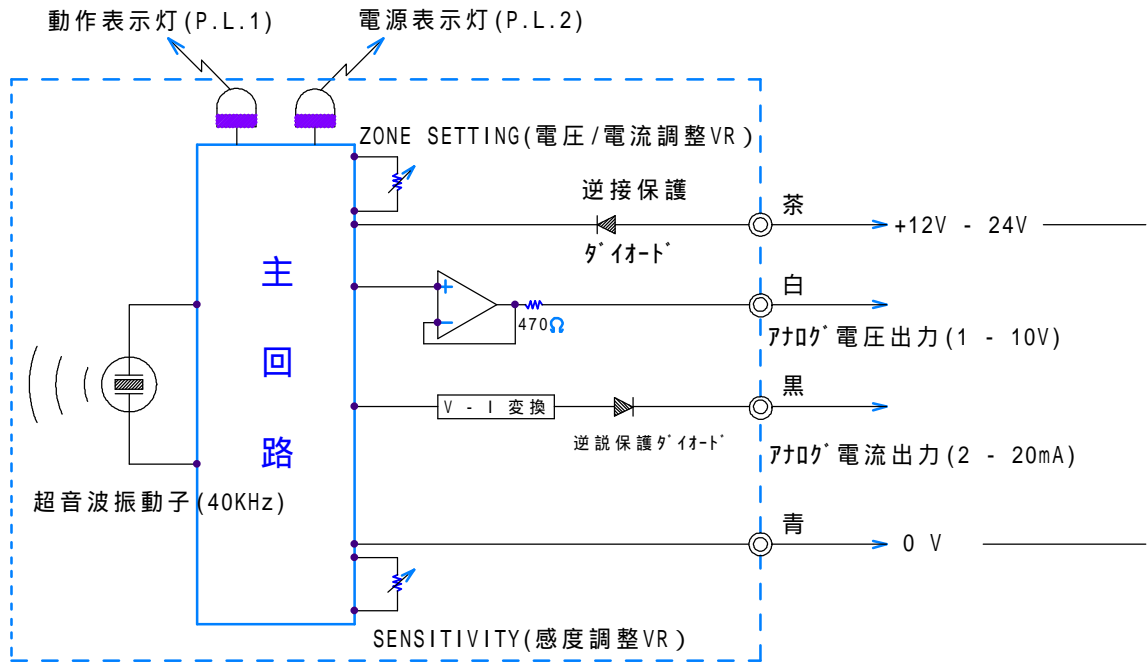 動作表示灯(P.L.1)
電源表示灯(P.L.2)
ZONE SETTING(電圧/電流調整VR)
逆接保護
ﾀﾞｲｵｰﾄﾞ
茶
+12V - 24V
主
回
路
+
-
470Ω
白
ｱﾅﾛｸﾞ電圧出力(1 - 10V)
V - I 変換
逆説保護ﾀﾞｲｵｰﾄﾞ
黒
ｱﾅﾛｸﾞ電流出力(2 - 20mA)
超音波振動子(40KHz)
青
0 V
SENSITIVITY(感度調整VR)